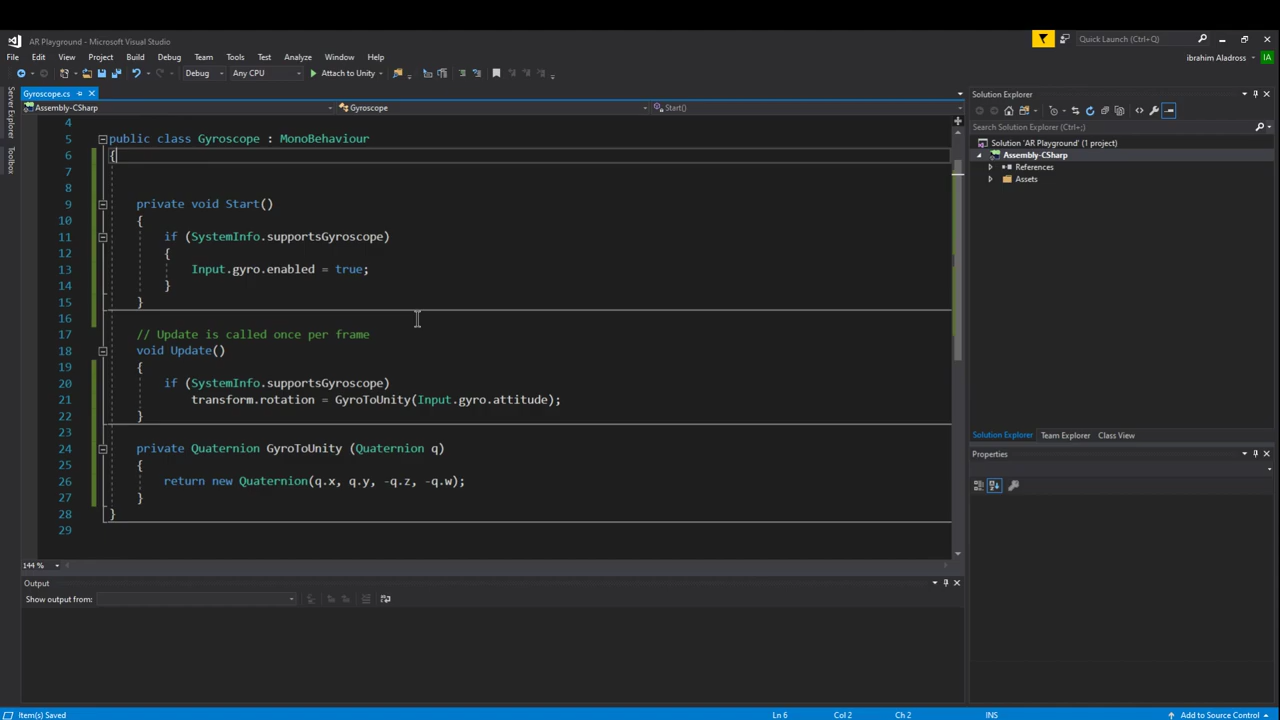 AR Playground - Microsoft Visual Studio
Quick Launch (Ctrl+Q)
File Edit View Project Build Debug Team Tools Test Analyze Window Help
ibrahim Aladross IA
Debug Any CPU Attach to Unity
Server Explorer
Toolbox
Gyroscope.cs
Assembly-CSharp Gyroscope Start()
4
5 public class Gyroscope : MonoBehaviour
6 {
7
8
9 private void Start()
10 {
11 if (SystemInfo.supportsGyroscope)
12 {
13 Input.gyro.enabled = true;
14 }
15 }
16
17 // Update is called once per frame
18 void Update()
19 {
20 if (SystemInfo.supportsGyroscope)
21 transform.rotation = GyroToUnity(Input.gyro.attitude);
22 }
23
24 private Quaternion GyroToUnity (Quaternion q)
25 {
26 return new Quaternion(q.x, q.y, -q.z, -q.w);
27 }
28 }
29
144 %
Output
Show output from:
Solution Explorer
Search Solution Explorer (Ctrl+;)
Solution 'AR Playground' (1 project)
Assembly-CSharp
References
Assets
Solution Explorer Team Explorer Class View
Properties
Item(s) Saved Ln 6 Col 2 Ch 2 INS Add to Source Control